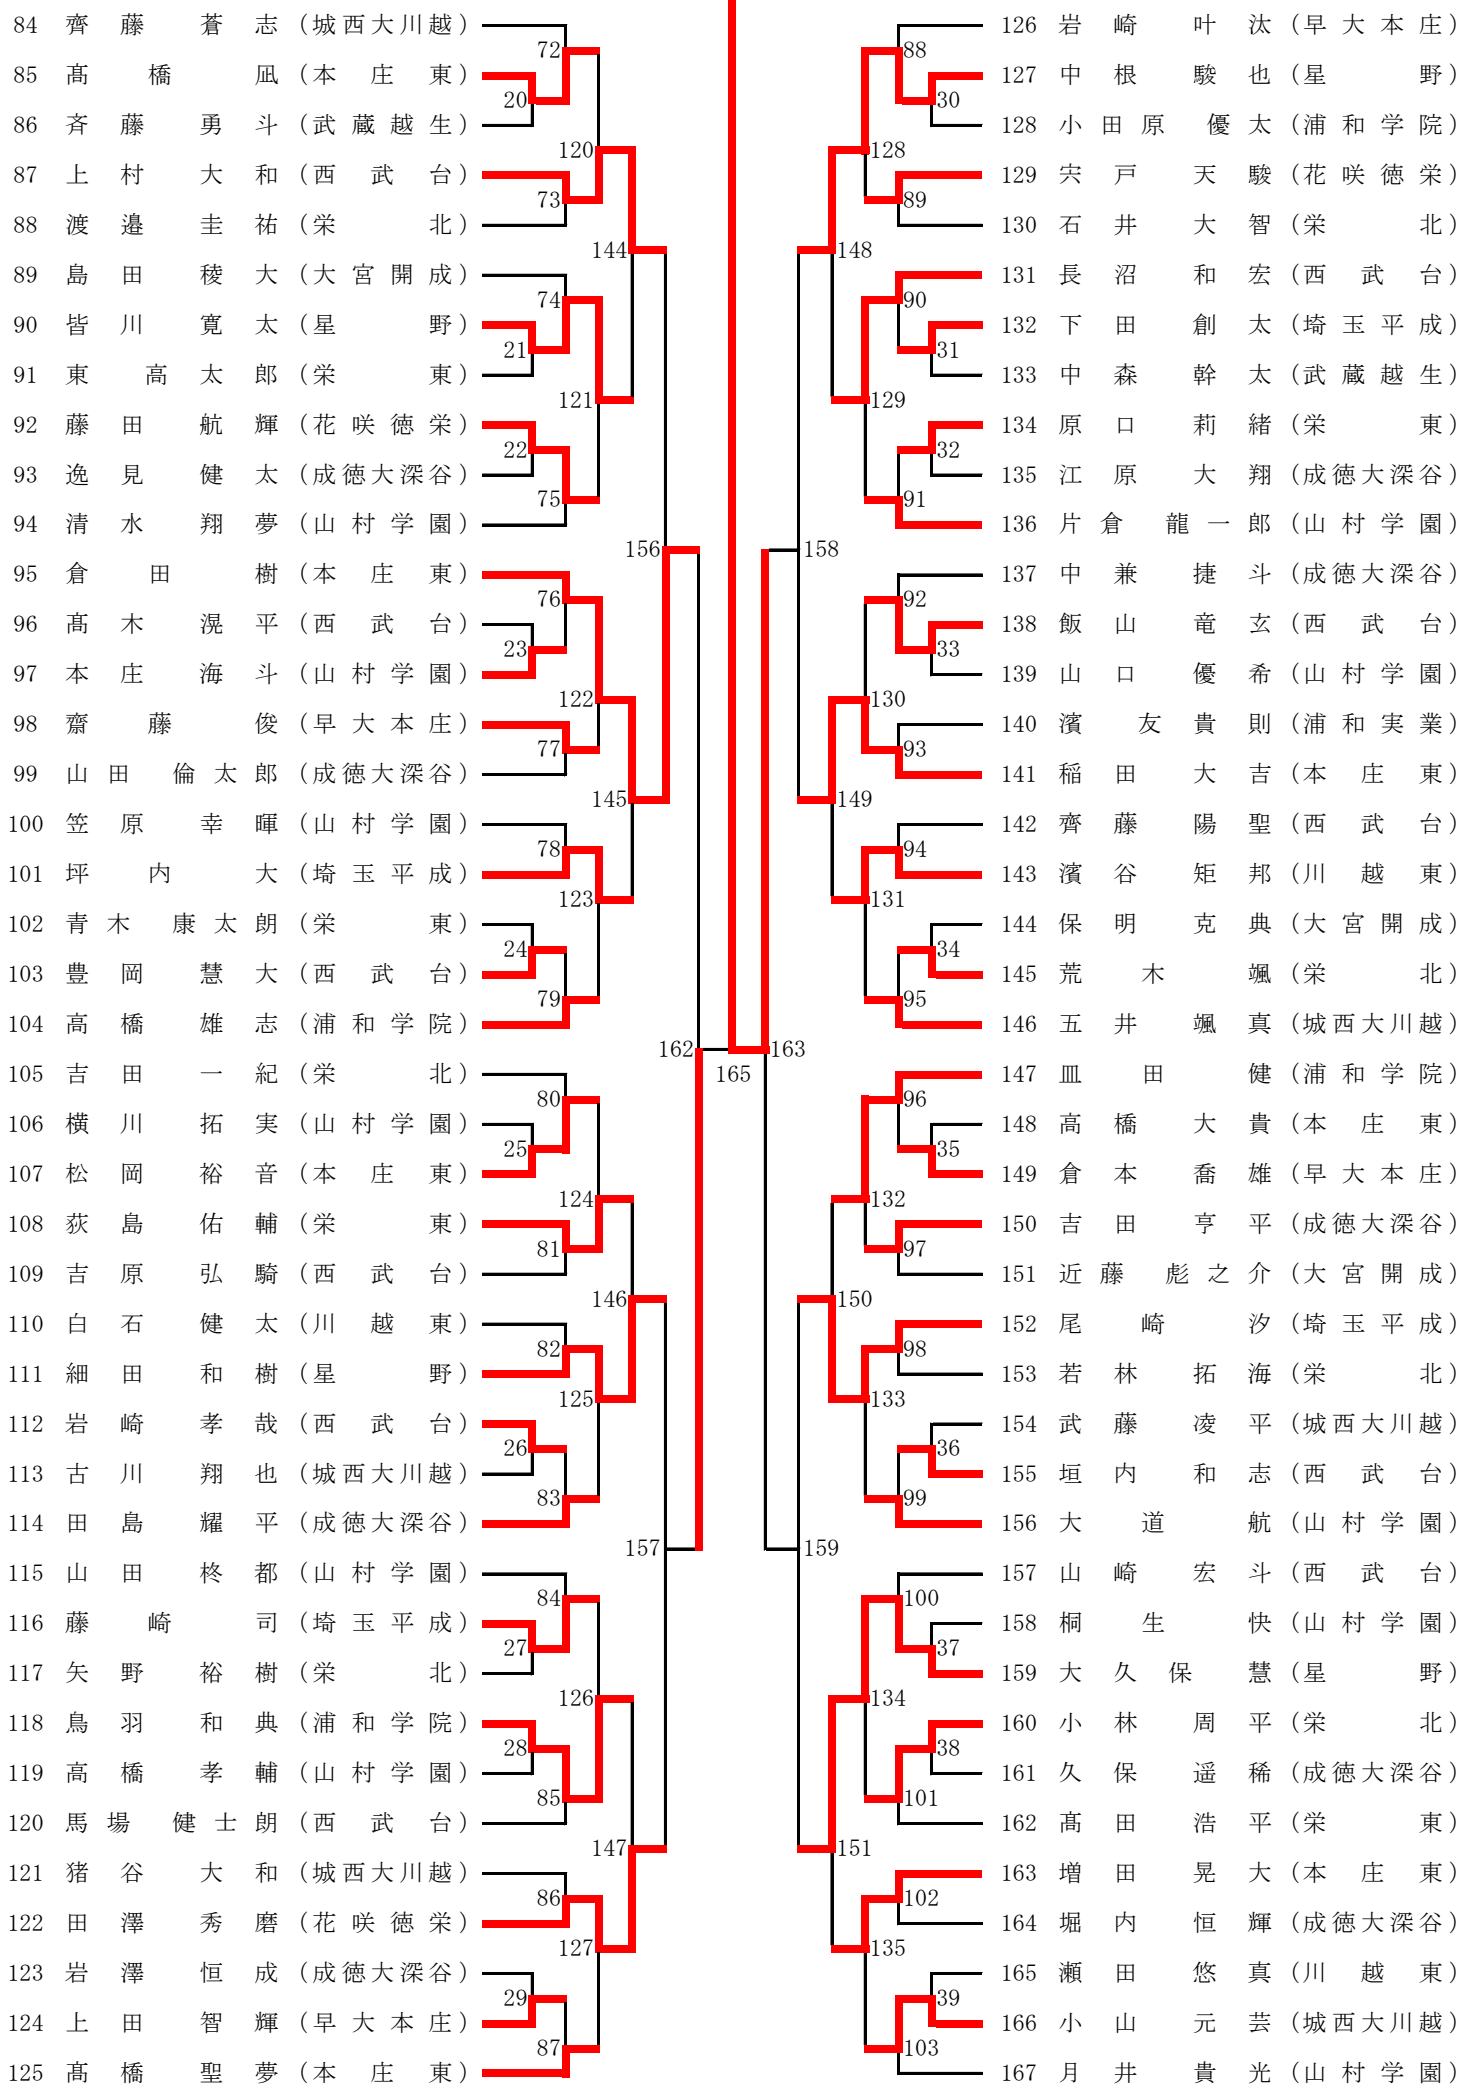 84 齊藤 蒼志 (城西大川越)
85 髙橋 凪 (本庄東)
86 斉藤 勇斗 (武蔵越生)
87 上村 大和 (西武台)
88 渡邉 圭祐 (栄北)
89 島田 稜大 (大宮開成)
90 皆川 寛太 (星野)
91 東 高太郎 (栄東)
92 藤田 航輝 (花咲徳栄)
93 逸見 健太 (成徳大深谷)
94 清水 翔夢 (山村学園)
95 倉田 樹 (本庄東)
96 髙木 滉平 (西武台)
97 本庄 海斗 (山村学園)
98 齋藤 俊 (早大本庄)
99 山田 倫太郎 (成徳大深谷)
100 笠原 幸暉 (山村学園)
101 坪内 大 (埼玉平成)
102 青木 康太朗 (栄東)
103 豊岡 慧大 (西武台)
104 高橋 雄志 (浦和学院)
105 吉田 一紀 (栄北)
106 横川 拓実 (山村学園)
107 松岡 裕音 (本庄東)
108 荻島 佑輔 (栄東)
109 吉原 弘騎 (西武台)
110 白石 健太 (川越東)
111 細田 和樹 (星野)
112 岩崎 孝哉 (西武台)
113 古川 翔也 (城西大川越)
114 田島 耀平 (成徳大深谷)
115 山田 柊都 (山村学園)
116 藤崎 司 (埼玉平成)
117 矢野 裕樹 (栄北)
118 鳥羽 和典 (浦和学院)
119 高橋 孝輔 (山村学園)
120 馬場 健士朗 (西武台)
121 猪谷 大和 (城西大川越)
122 田澤 秀磨 (花咲徳栄)
123 岩澤 恒成 (成徳大深谷)
124 上田 智輝 (早大本庄)
125 髙橋 聖夢 (本庄東)
72
20
120
73
144
74
21
121
22
75
156
76
23
122
77
145
78
123
24
79
162
80
25
124
81
146
82
125
26
83
157
84
27
126
28
85
147
86
127
29
87
165
163
88
30
128
89
148
90
31
129
32
91
158
92
33
130
93
149
94
131
34
95
96
35
132
97
150
98
133
36
99
159
100
37
134
38
101
151
102
135
39
103
126 岩崎 叶汰 (早大本庄)
127 中根 駿也 (星野)
128 小田原 優太 (浦和学院)
129 宍戸 天駿 (花咲徳栄)
130 石井 大智 (栄北)
131 長沼 和宏 (西武台)
132 下田 創太 (埼玉平成)
133 中森 幹太 (武蔵越生)
134 原口 莉緒 (栄東)
135 江原 大翔 (成徳大深谷)
136 片倉 龍一郎 (山村学園)
137 中兼 捷斗 (成徳大深谷)
138 飯山 竜玄 (西武台)
139 山口 優希 (山村学園)
140 濱 友貴則 (浦和実業)
141 稲田 大吉 (本庄東)
142 齊藤 陽聖 (西武台)
143 濱谷 矩邦 (川越東)
144 保明 克典 (大宮開成)
145 荒木 颯 (栄北)
146 五井 颯真 (城西大川越)
147 皿田 健 (浦和学院)
148 高橋 大貴 (本庄東)
149 倉本 喬雄 (早大本庄)
150 吉田 亨平 (成徳大深谷)
151 近藤 彪之介 (大宮開成)
152 尾崎 汐 (埼玉平成)
153 若林 拓海 (栄北)
154 武藤 凌平 (城西大川越)
155 垣内 和志 (西武台)
156 大道 航 (山村学園)
157 山崎 宏斗 (西武台)
158 桐生 快 (山村学園)
159 大久保 慧 (星野)
160 小林 周平 (栄北)
161 久保 遥稀 (成徳大深谷)
162 髙田 浩平 (栄東)
163 増田 晃大 (本庄東)
164 堀内 恒輝 (成徳大深谷)
165 瀬田 悠真 (川越東)
166 小山 元芸 (城西大川越)
167 月井 貴光 (山村学園)